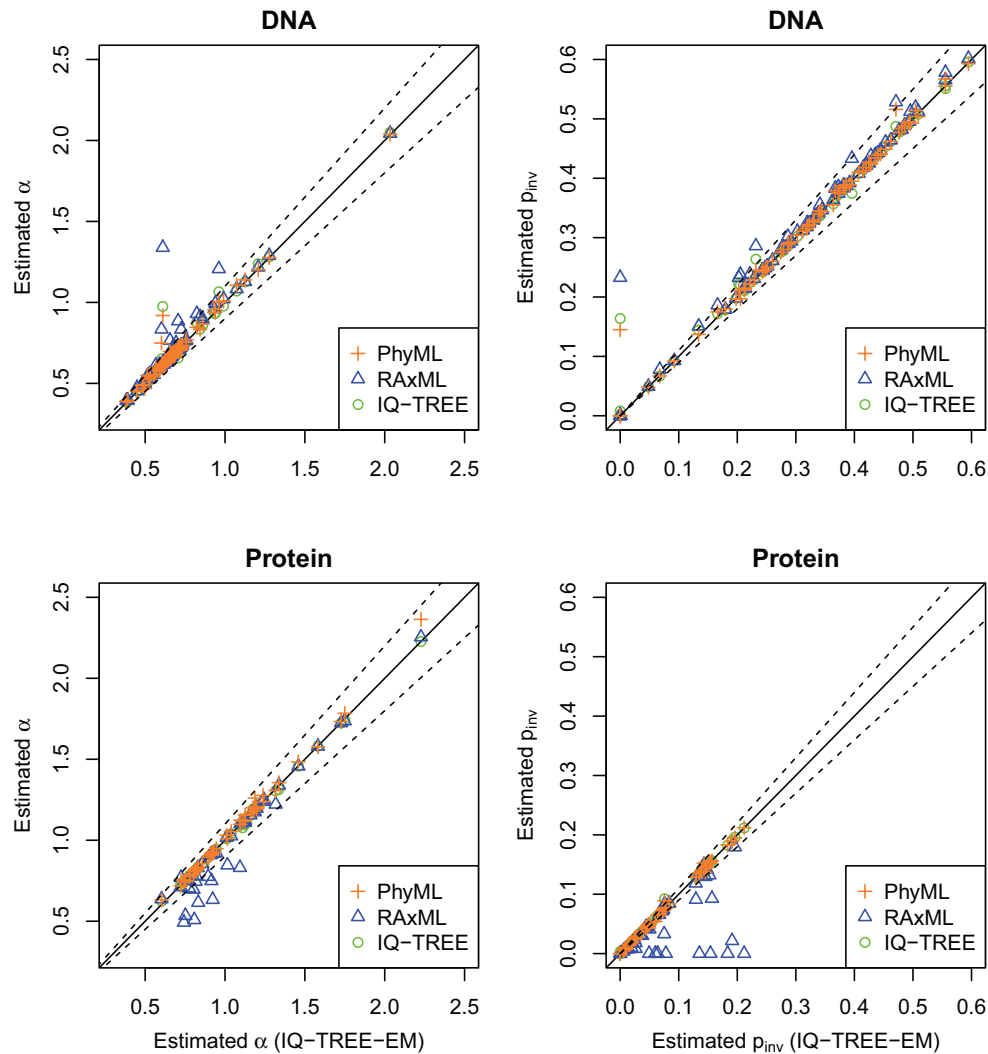 DNA
Estimated α
2.5
2.0
1.5
1.0
0.5
PhyML
RAxML
IQ−TREE
0.5 1.0 1.5 2.0 2.5
DNA
Estimated pinv
0.6
0.5
0.4
0.3
0.2
0.1
0.0
PhyML
RAxML
IQ−TREE
0.0 0.1 0.2 0.3 0.4 0.5 0.6
Protein
Estimated α
2.5
2.0
1.5
1.0
0.5
PhyML
RAxML
IQ−TREE
0.5 1.0 1.5 2.0 2.5
Estimated α (IQ−TREE−EM)
Protein
Estimated pinv
0.6
0.5
0.4
0.3
0.2
0.1
0.0
PhyML
RAxML
IQ−TREE
0.0 0.1 0.2 0.3 0.4 0.5 0.6
Estimated pinv (IQ−TREE−EM)